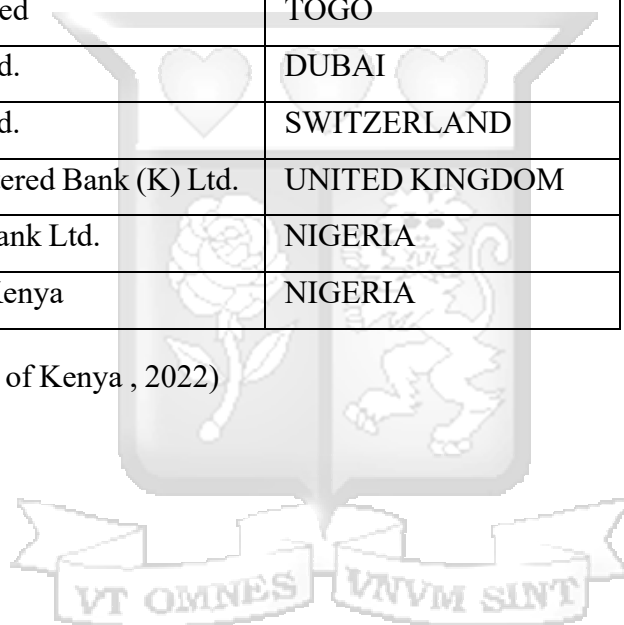 ed TOGO
d. DUBAI
d. SWITZERLAND
ered Bank (K) Ltd. UNITED KINGDOM
ank Ltd. NIGERIA
Kenya NIGERIA
of Kenya , 2022)
VT OMNES VNVM SINT